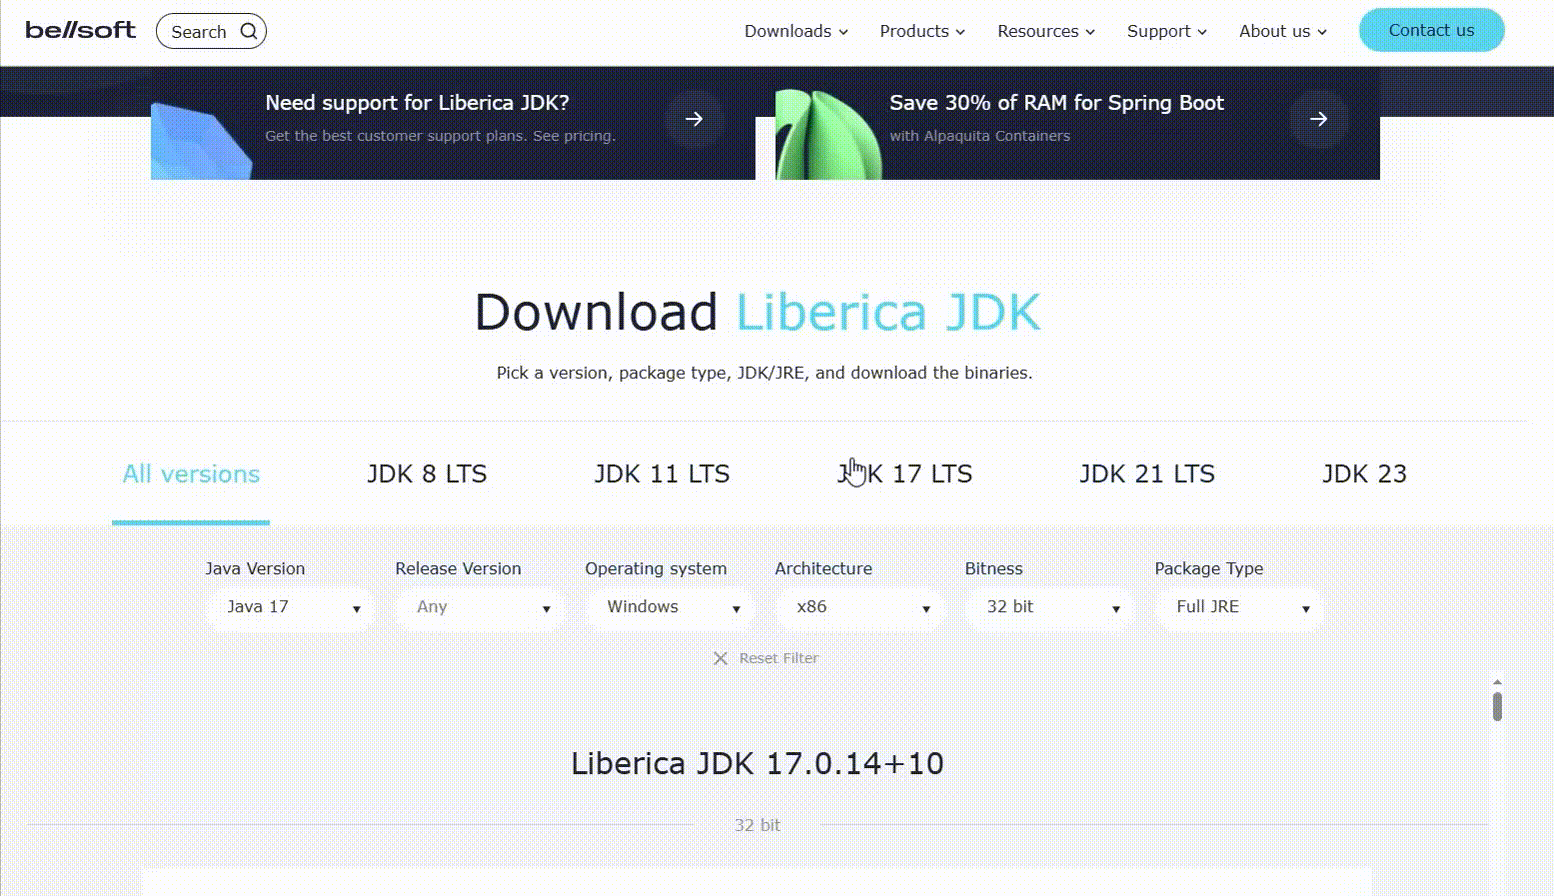 bellsoft Search Downloads Products Resources Support About us Contact us
Need support for Liberica JDK?
Get the best customer support plans. See pricing.
Save 30% of RAM for Spring Boot
with Alpaquita Containers
Download Liberica JDK
Pick a version, package type, JDK/JRE, and download the binaries.
All versions JDK 8 LTS JDK 11 LTS JDK 17 LTS JDK 21 LTS JDK 23
Java Version Release Version Operating system Architecture Bitness Package Type
Java 17 Any Windows x86 32 bit Full JRE
Reset Filter
Liberica JDK 17.0.14+10
32 bit